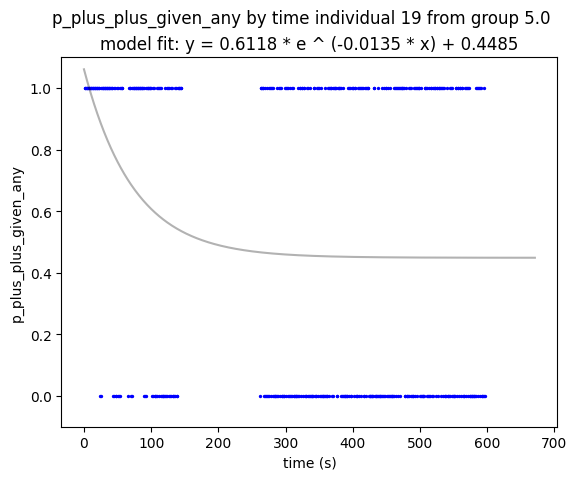 p_plus_plus_given_any by time individual 19 from group 5.0
model fit: y = 0.6118 * e ^ (-0.0135 * x) + 0.4485
p_plus_plus_given_any
1.0
0.8
0.6
0.4
0.2
0.0
0 100 200 300 400 500 600 700
time (s)